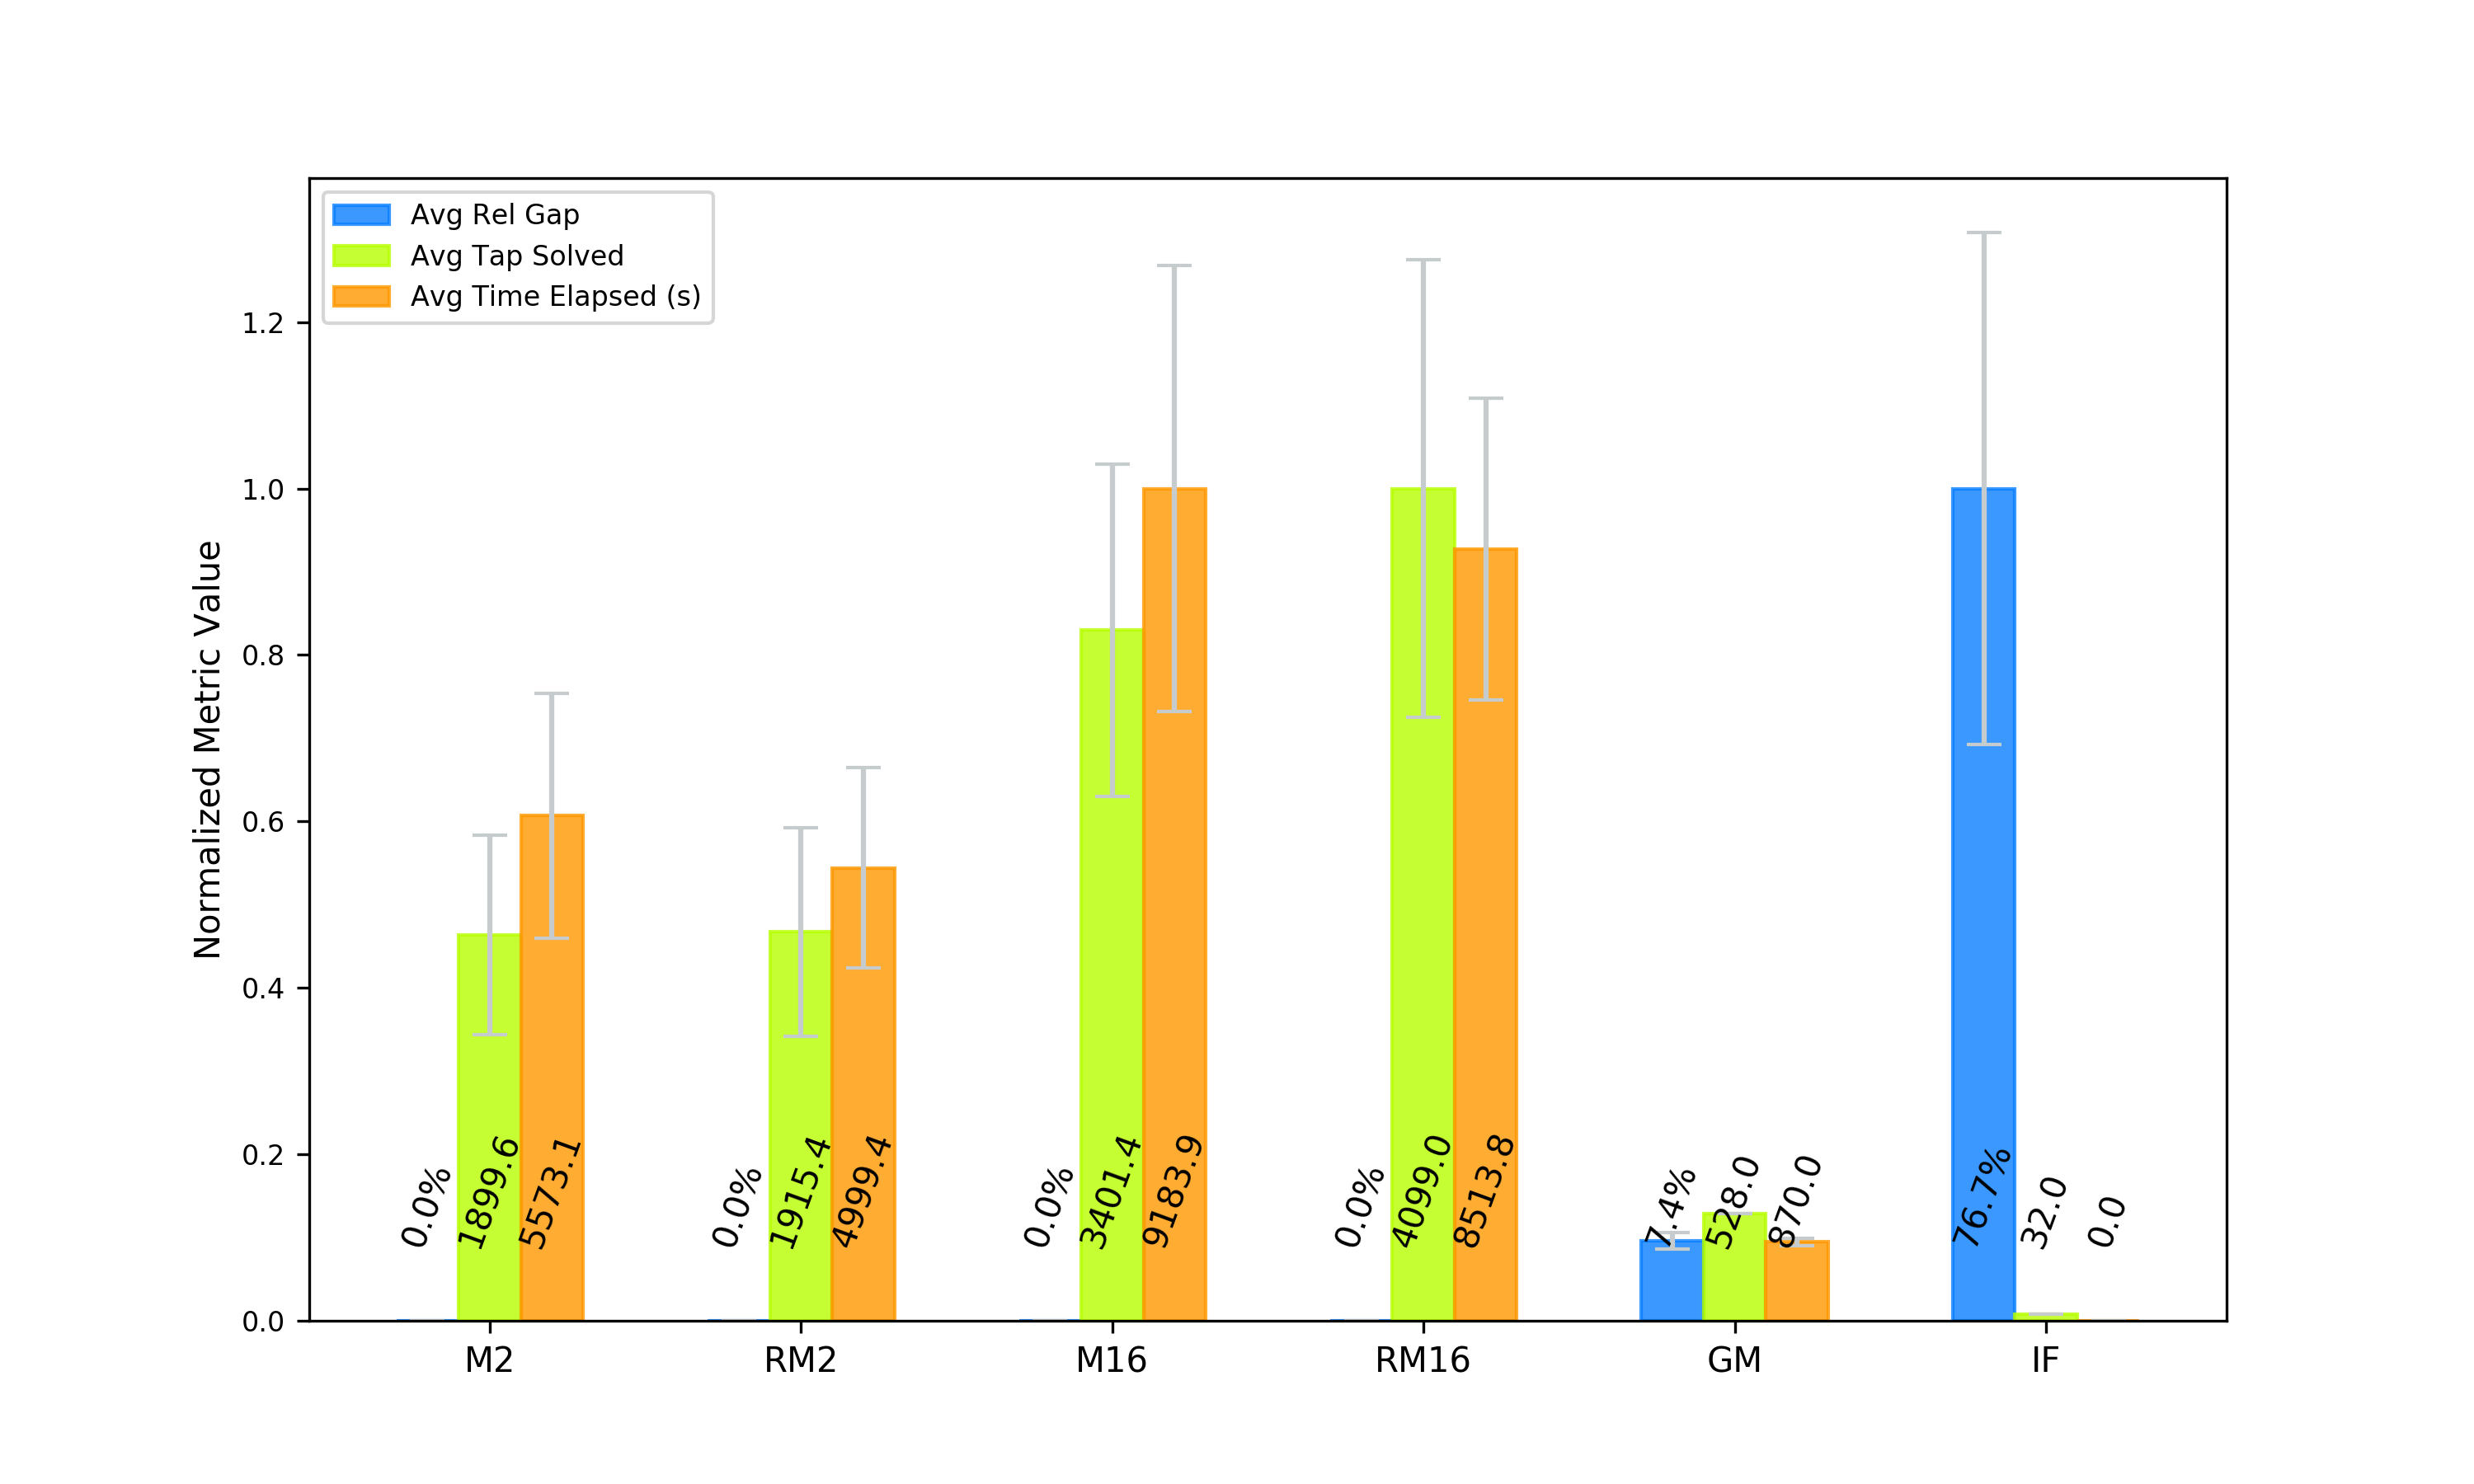 Avg Rel Gap
Avg Tap Solved
Avg Time Elapsed (s)
Normalized Metric Value
1.2
1.0
0.8
0.6
0.4
0.2
0.0
0.0%
1899.6
5573.1
0.0%
1915.4
4999.4
0.0%
3401.4
9183.9
0.0%
4099.0
8513.8
7.4%
528.0
870.0
76.7%
32.0
0.0
M2
RM2
M16
RM16
GM
IF